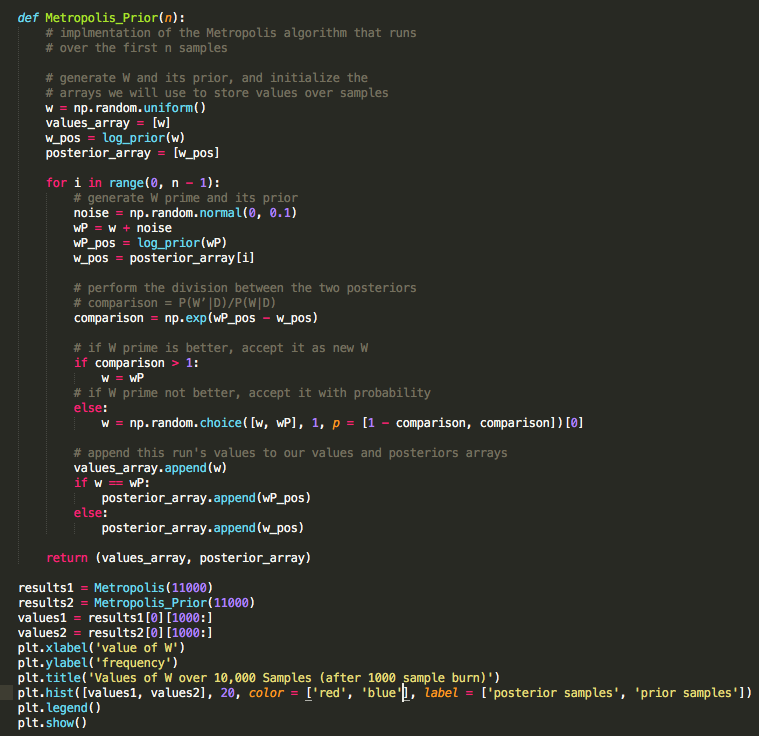 def Metropolis_Prior(n):
# implmentation of the Metropolis algorithm that runs
# over the first n samples
# generate W and its prior, and initialize the
# arrays we will use to store values over samples
w = np.random.uniform()
values_array = [w]
w_pos = log_prior(w)
posterior_array = [w_pos]
for i in range(0, n - 1):
# generate W prime and its prior
noise = np.random.normal(0, 0.1)
wP = w + noise
wP_pos = log_prior(wP)
w_pos = posterior_array[i]
# perform the division between the two posteriors
# comparison = P(W’|D)/P(W|D)
comparison = np.exp(wP_pos - w_pos)
# if W prime is better, accept it as new W
if comparison > 1:
w = wP
# if W prime not better, accept it with probability
else:
w = np.random.choice([w, wP], 1, p = [1 - comparison, comparison])[0]
# append this run's values to our values and posteriors arrays
values_array.append(w)
if w == wP:
posterior_array.append(wP_pos)
else:
posterior_array.append(w_pos)
return (values_array, posterior_array)
results1 = Metropolis(11000)
results2 = Metropolis_Prior(11000)
values1 = results1[0][1000:]
values2 = results2[0][1000:]
plt.xlabel('value of W')
plt.ylabel('frequency')
plt.title('Values of W over 10,000 Samples (after 1000 sample burn)')
plt.hist([values1, values2], 20, color = ['red', 'blue'], label = ['posterior samples', 'prior samples'])
plt.legend()
plt.show()